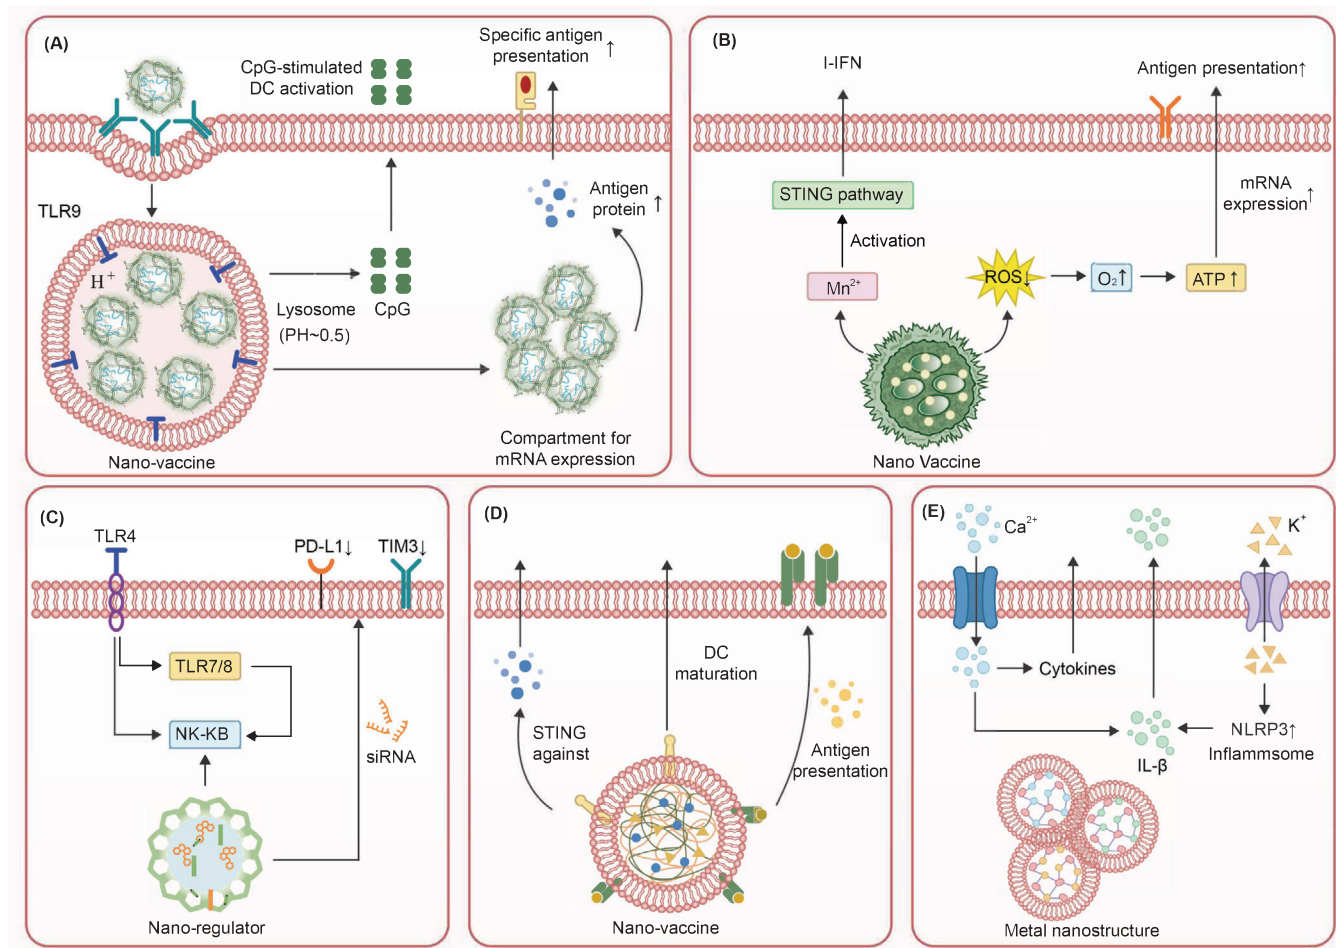 (A)
CpG-stimulated
DC activation
Specific antigen
presentation ↑
TLR9
H⁺
Lysosome
(PH~0.5)
CpG
Antigen
protein ↑
Nano-vaccine
Compartment for
mRNA expression
(B)
I-IFN
Antigen presentation↑
STING pathway
mRNA
expression↑
Activation
Mn²⁺
ROS↓
O₂↑
ATP↑
Nano Vaccine
(C)
TLR4
PD-L1↓
TIM3↓
TLR7/8
NK-KB
siRNA
Nano-regulator
(D)
DC
maturation
STING
against
Antigen
presentation
Nano-vaccine
(E)
Ca²⁺
K⁺
Cytokines
NLRP3↑
Inflammsome
IL-β
Metal nanostructure